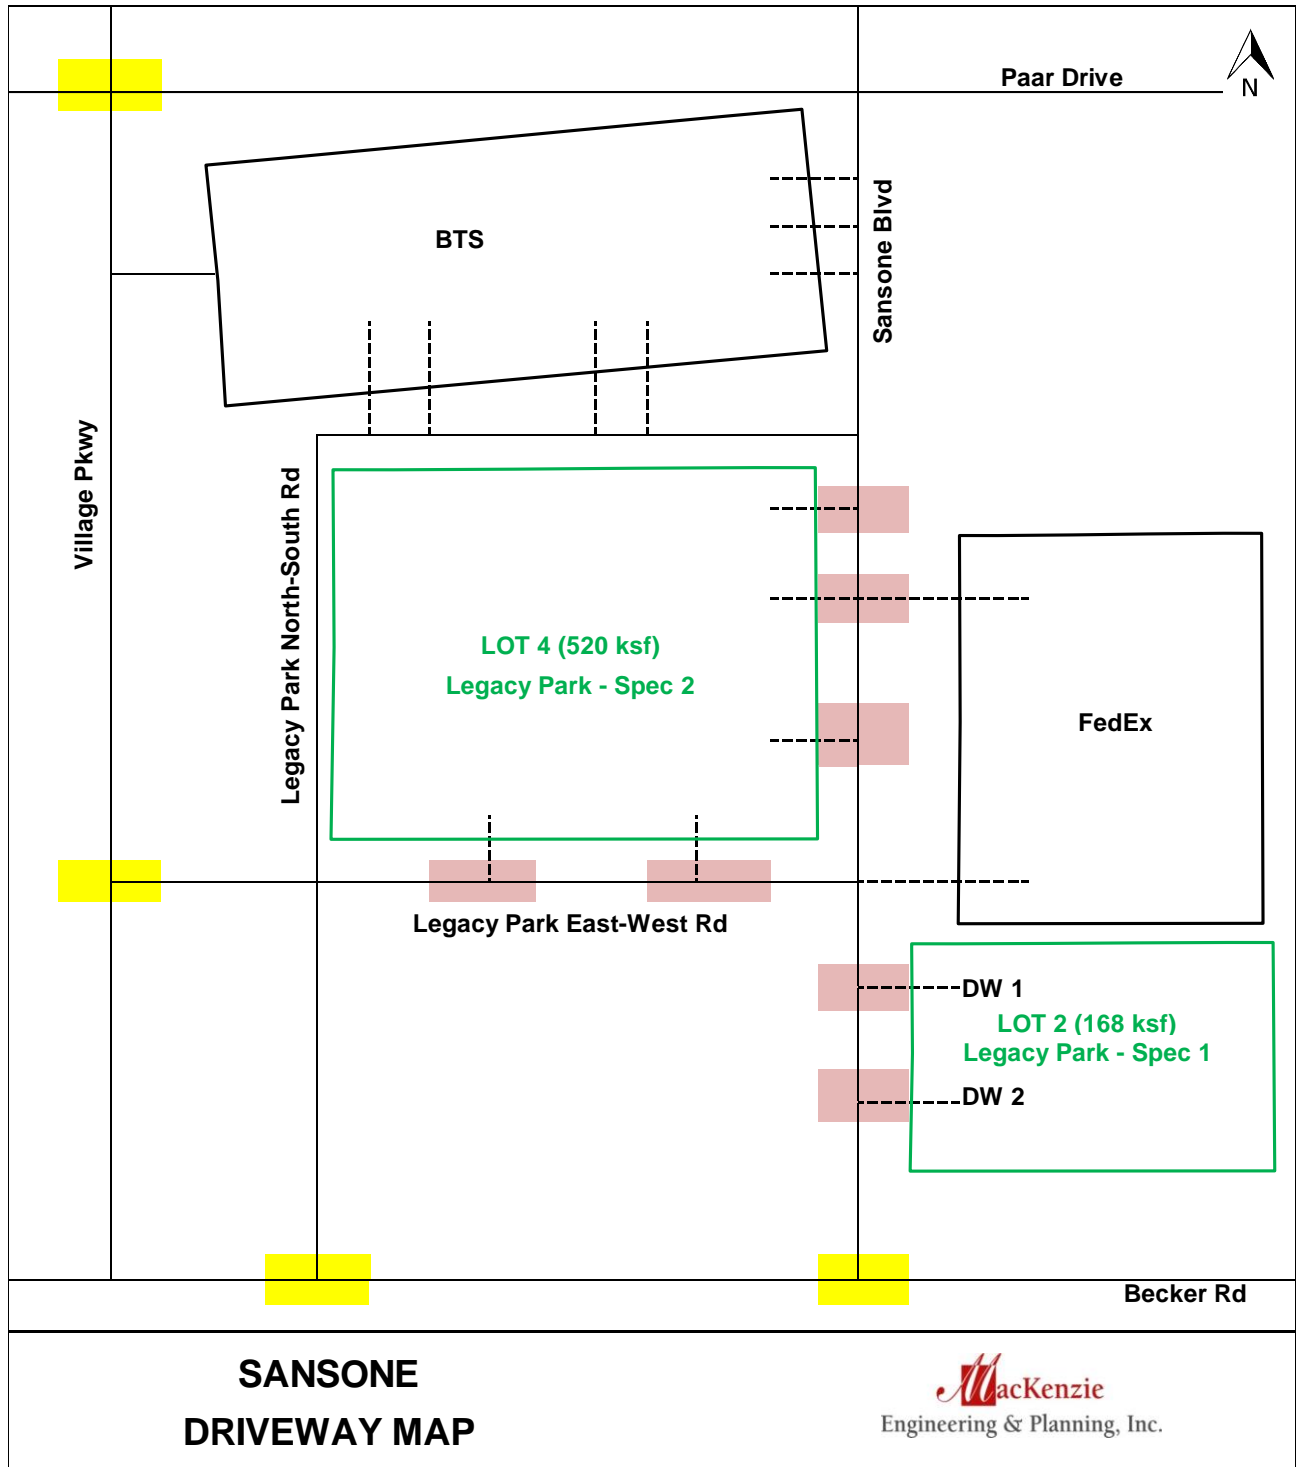 Paar Drive
N
BTS
Sansone Blvd
Village Pkwy
Legacy Park North-South Rd
LOT 4 (520 ksf)
Legacy Park - Spec 2
FedEx
Legacy Park East-West Rd
DW 1
LOT 2 (168 ksf)
Legacy Park - Spec 1
DW 2
Becker Rd
SANSONE
DRIVEWAY MAP
MacKenzie
Engineering & Planning, Inc.